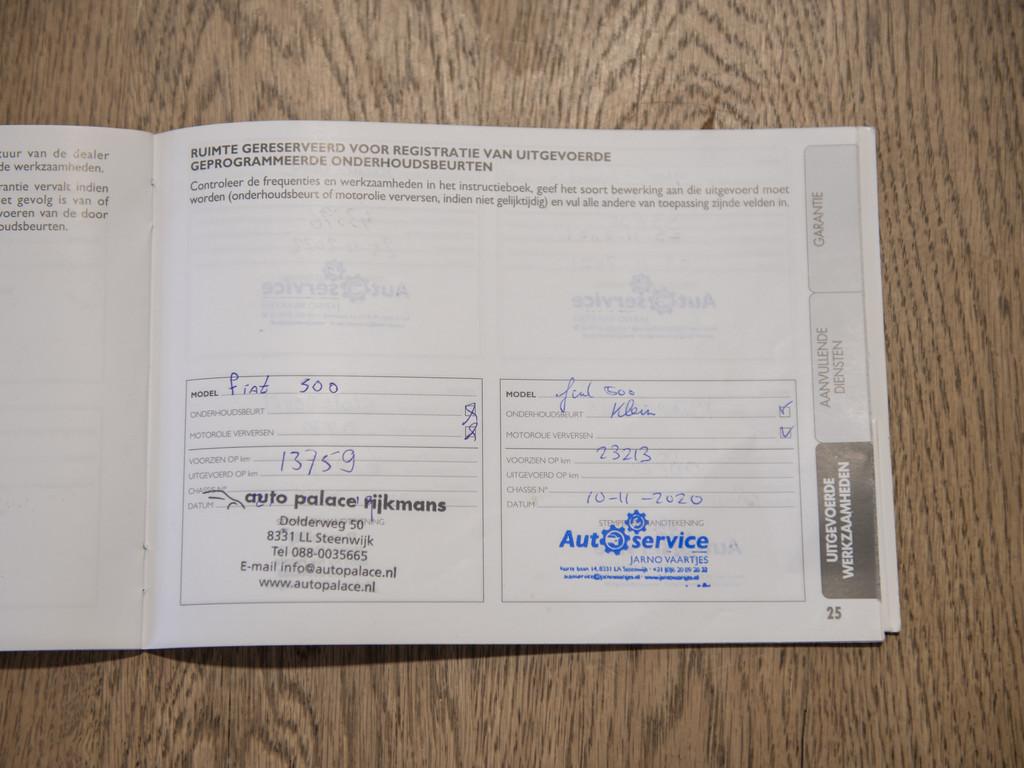 uur van de dealer
de werkzaamheden.
rantie vervalt indien
et gevolg is van of
voeren van de door
oudsbeurten.
RUIMTE GERESERVEERD VOOR REGISTRATIE VAN UITGEVOERDE
GEPROGRAMMEERDE ONDERHOUDSBEURTEN
Controleer de frequenties en werkzaamheden in het instructieboek, geef het soort bewerking aan die uitgevoerd moet
worden (onderhoudsbeurt of motorolie verversen, indien niet gelijktijdig) en vul alle andere van toepassing zijnde velden in.
MODEL Fiat 500
ONDERHOUDSBEURT
MOTOROLIE VERVERSEN
VOORZIEN OP km 13759
UITGEVOERD OP km
CHASSIS N°
DATUM
auto palace rijkmans
Dolderweg 50
8331 LL Steenwijk
Tel 088-0035665
E-mail info@autopalace.nl
www.autopalace.nl
MODEL 500
ONDERHOUDSBEURT Klein
MOTOROLIE VERVERSEN
VOORZIEN OP km 23213
UITGEVOERD OP km
CHASSIS N°
DATUM 10-11-2020
Autoservice
JARNO VAARTJES
GARANTIE
AANVULLENDE
DIENSTEN
UITGEVOERDE
WERKZAAMHEDEN
25